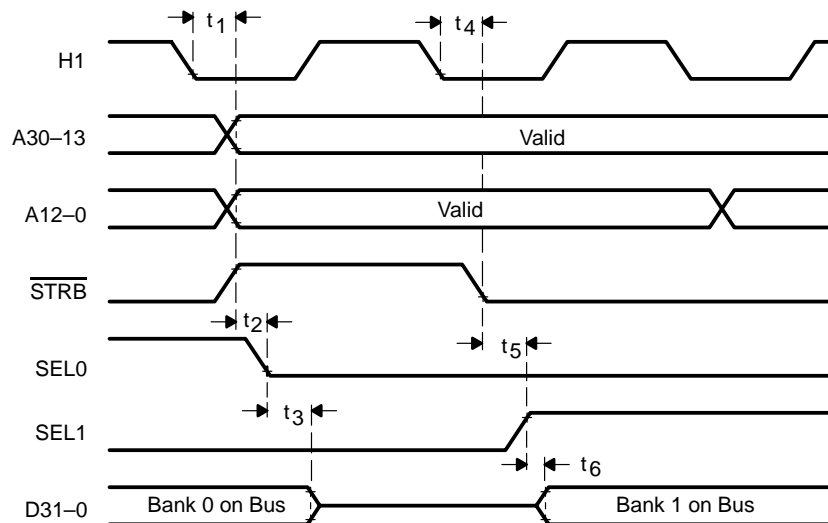 t1 t4
H1
A30–13 Valid
A12–0 Valid
STRB
t2 t5
SEL0
t3
SEL1
t6
D31–0 Bank 0 on Bus Bank 1 on Bus